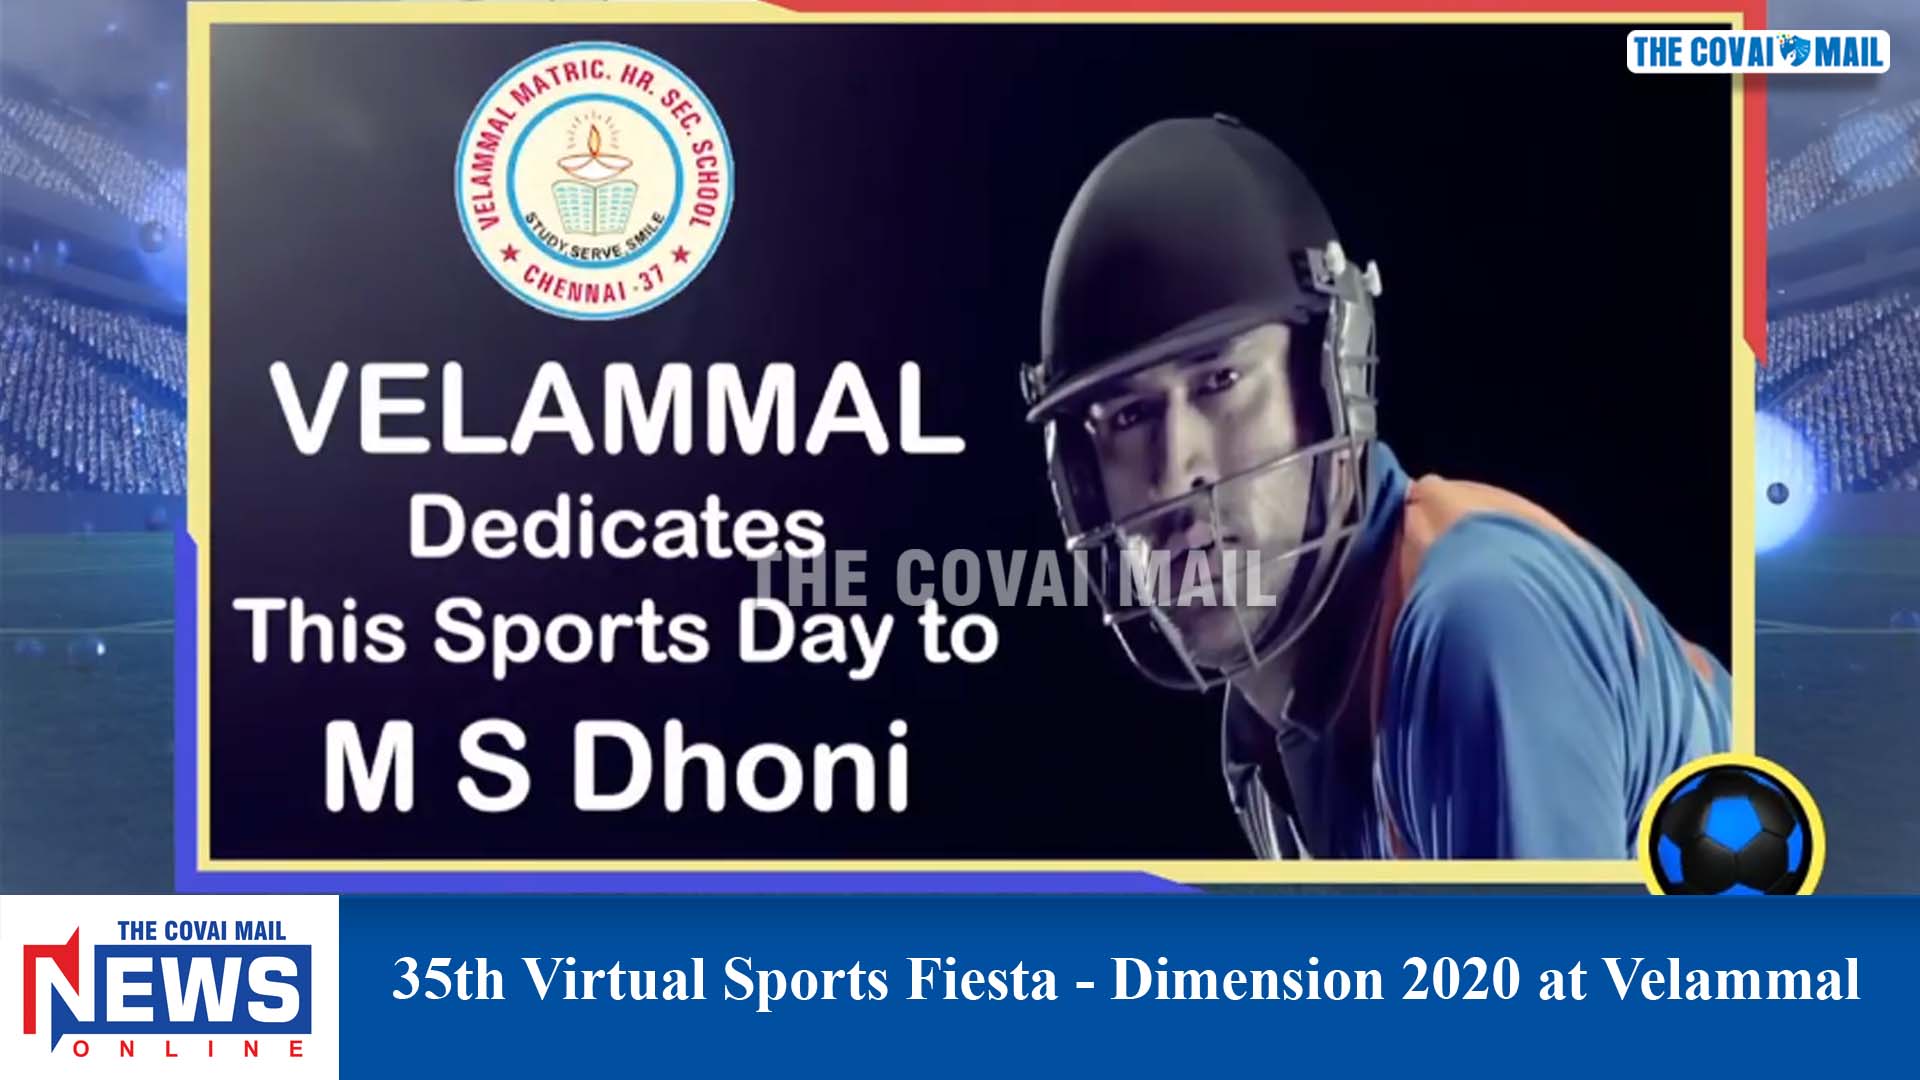 THE COVAI MAIL
VELAMMAL MATRIC. HR. SEC. SCHOOL
STUDY, SERVE, SMILE
★ CHENNAI - 37 ★
VELAMMAL
Dedicates
This Sports Day to
M S Dhoni
THE COVAI MAIL
THE COVAI MAIL
NEWS
ONLINE
35th Virtual Sports Fiesta - Dimension 2020 at Velammal